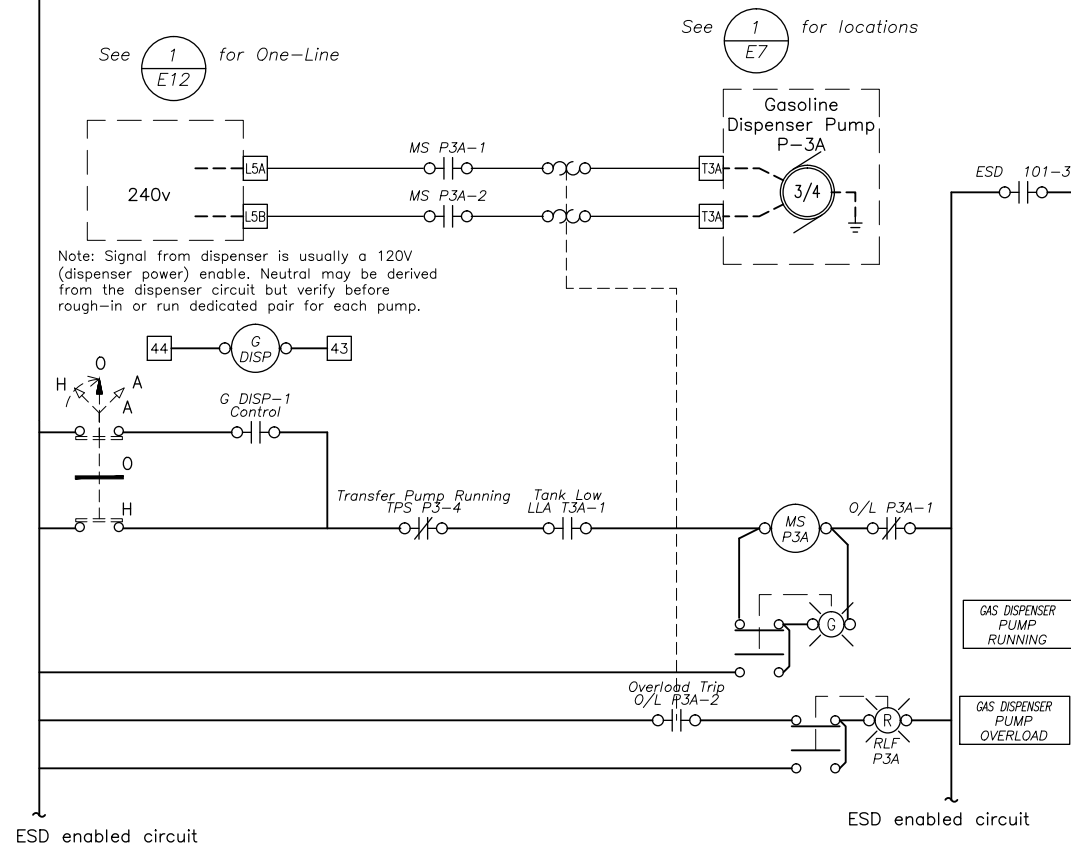 See 1 for One-Line
E12
See 1 for locations
E7
Gasoline
Dispenser Pump
P-3A
MS P3A-1
L5A
T3A
240v
3/4
ESD 101-3
MS P3A-2
L5B
T3A
Note: Signal from dispenser is usually a 120V
(dispenser power) enable. Neutral may be derived
from the dispenser circuit but verify before
rough-in or run dedicated pair for each pump.
44
G
DISP
43
O
H
A
A
G DISP-1
Control
O
H
Transfer Pump Running
TPS P3-4
Tank Low
LLA T3A-1
MS
P3A
O/L P3A-1
G
GAS DISPENSER
PUMP
RUNNING
Overload Trip
O/L P3A-2
R
RLF
P3A
GAS DISPENSER
PUMP
OVERLOAD
ESD enabled circuit
ESD enabled circuit